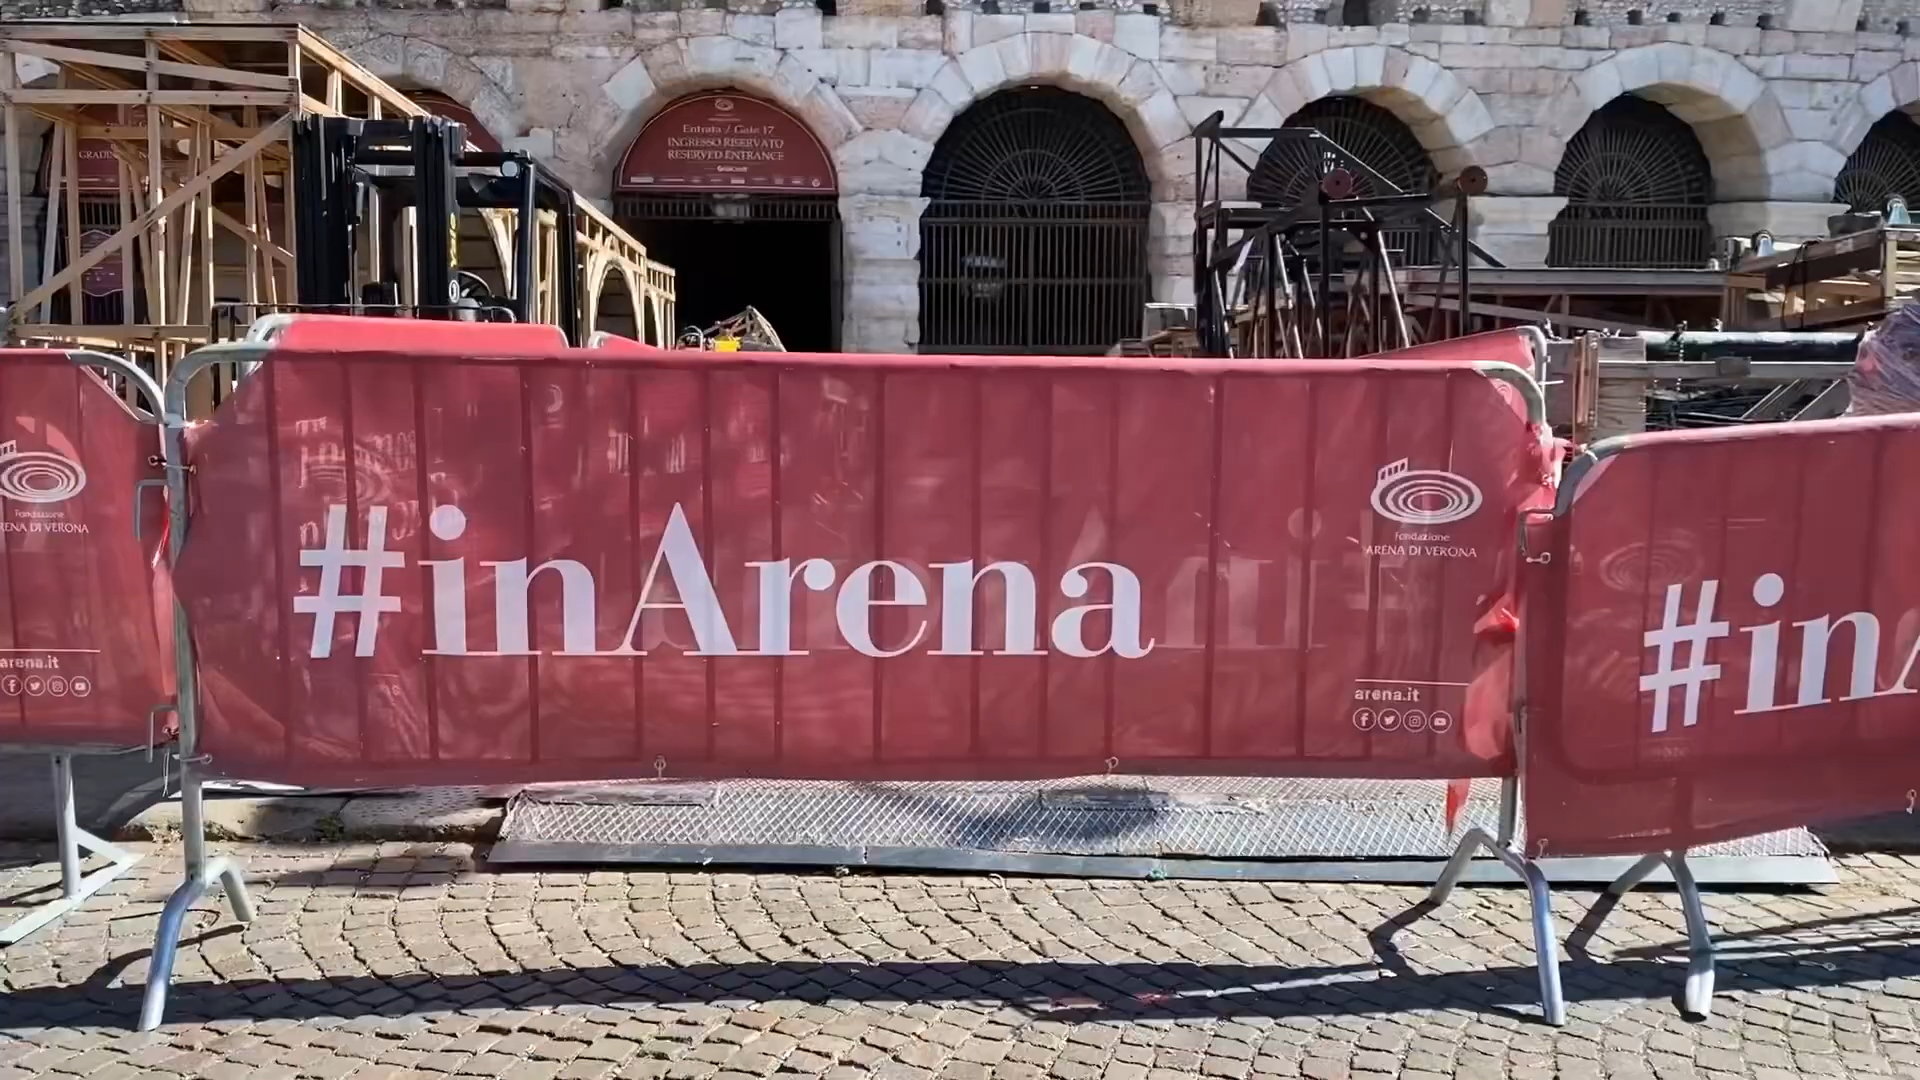 Entrata / Gate 17
INGRESSO RISERVATO
RESERVED ENTRANCE
#inArena
Fondazione
ARENA DI VERONA
arena.it
Fondazione
ARENA DI VERONA
arena.it
#inA